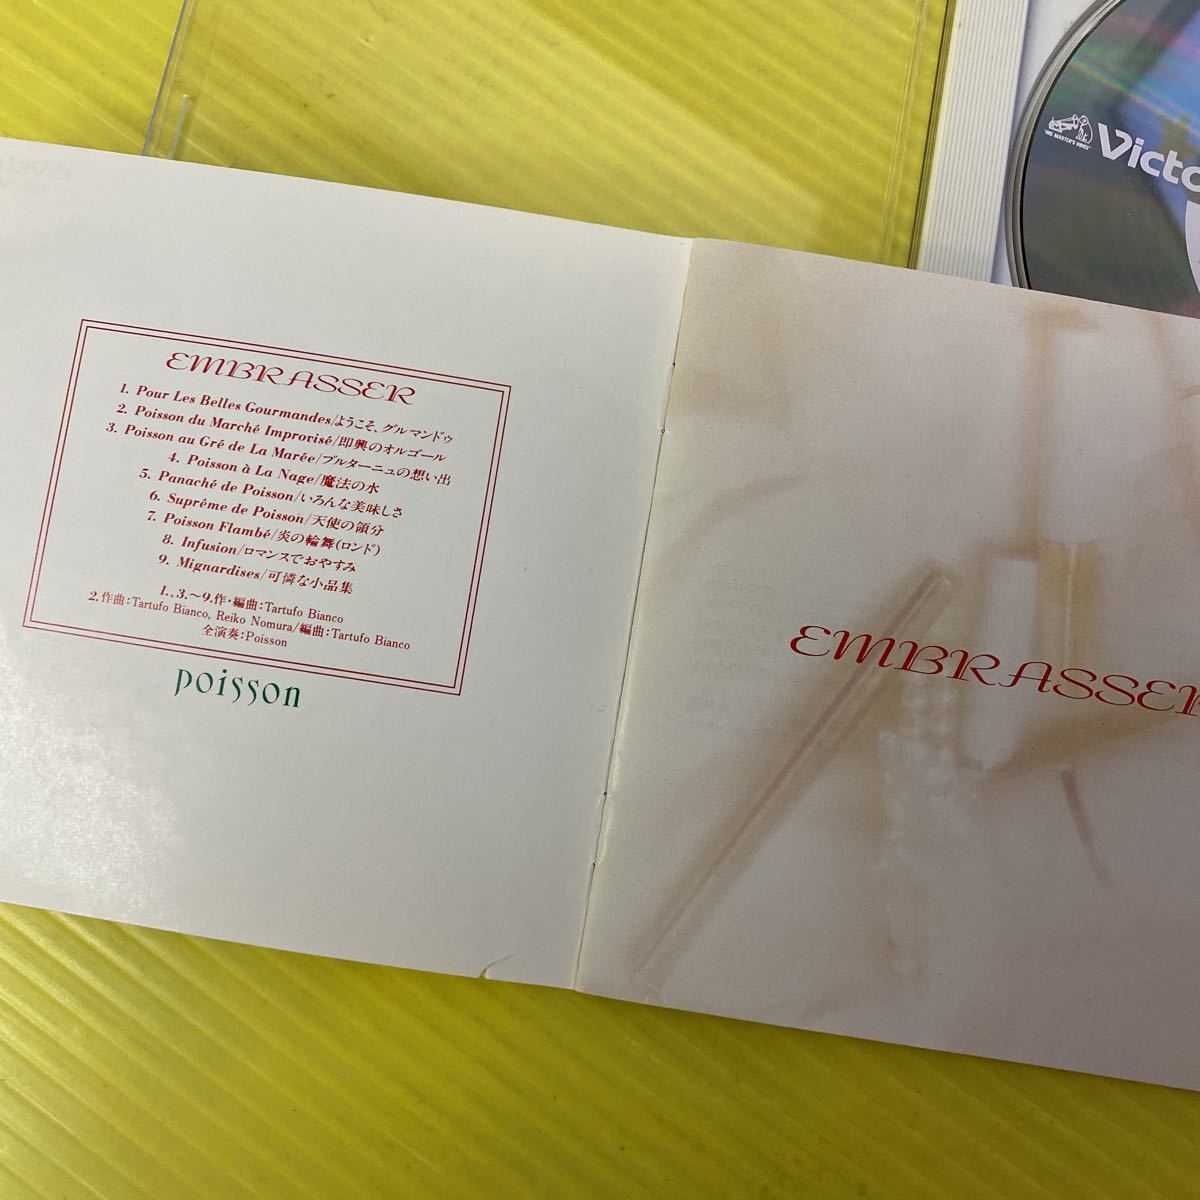 EMBRASSER
1. Pour Les Belles Gourmandes/ようこそ、グルマンドゥ
2. Poisson du Marché Improvisé/即興のオルゴール
3. Poisson au Gré de La Marée/ブルターニュの想い出
4. Poisson à La Nage/魔法の水
5. Panaché de Poisson/いろんな美味しさ
6. Suprême de Poisson/天使の領分
7. Poisson Flambé/炎の輪舞(ロンド)
8. Infusion/ロマンスでおやすみ
9. Mignardises/可憐な小品集
1.、3.〜9.作・編曲:Tartufo Bianco
2.作曲:Tartufo Bianco, Reiko Nomura/編曲:Tartufo Bianco
全演奏:Poisson
poisson
EMBRASSER
"HIS MASTER'S VOICE"
Victo